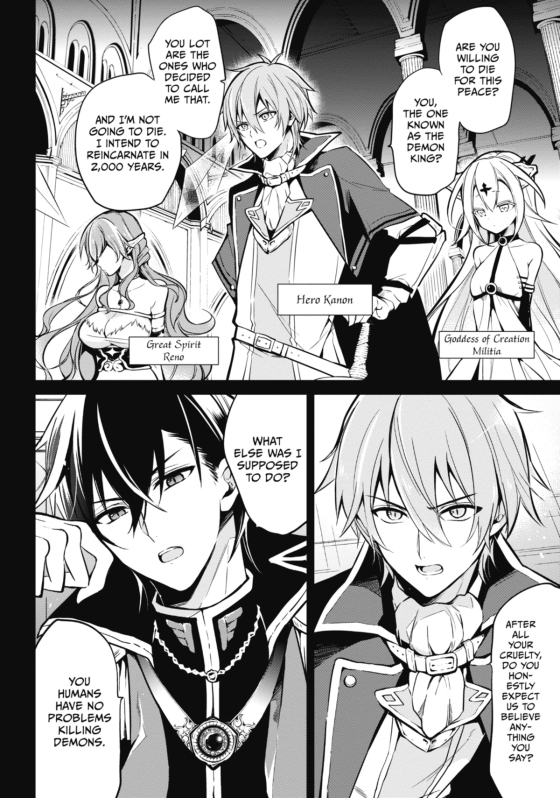 ARE YOU
WILLING
TO DIE
FOR THIS
PEACE?
YOU,
THE ONE
KNOWN
AS THE
DEMON
KING?
YOU LOT
ARE THE
ONES WHO
DECIDED
TO CALL
ME THAT.
AND I'M NOT
GOING TO DIE.
I INTEND TO
REINCARNATE IN
2,000 YEARS.
Goddess of Creation
Militia
Hero Kanon
Great Spirit
Reno
AFTER
ALL
YOUR
CRUELTY,
DO YOU
HON-
ESTLY
EXPECT
US TO
BELIEVE
ANY-
THING
YOU
SAY?
WHAT
ELSE WAS I
SUPPOSED
TO DO?
YOU
HUMANS
HAVE NO
PROBLEMS
KILLING
DEMONS.